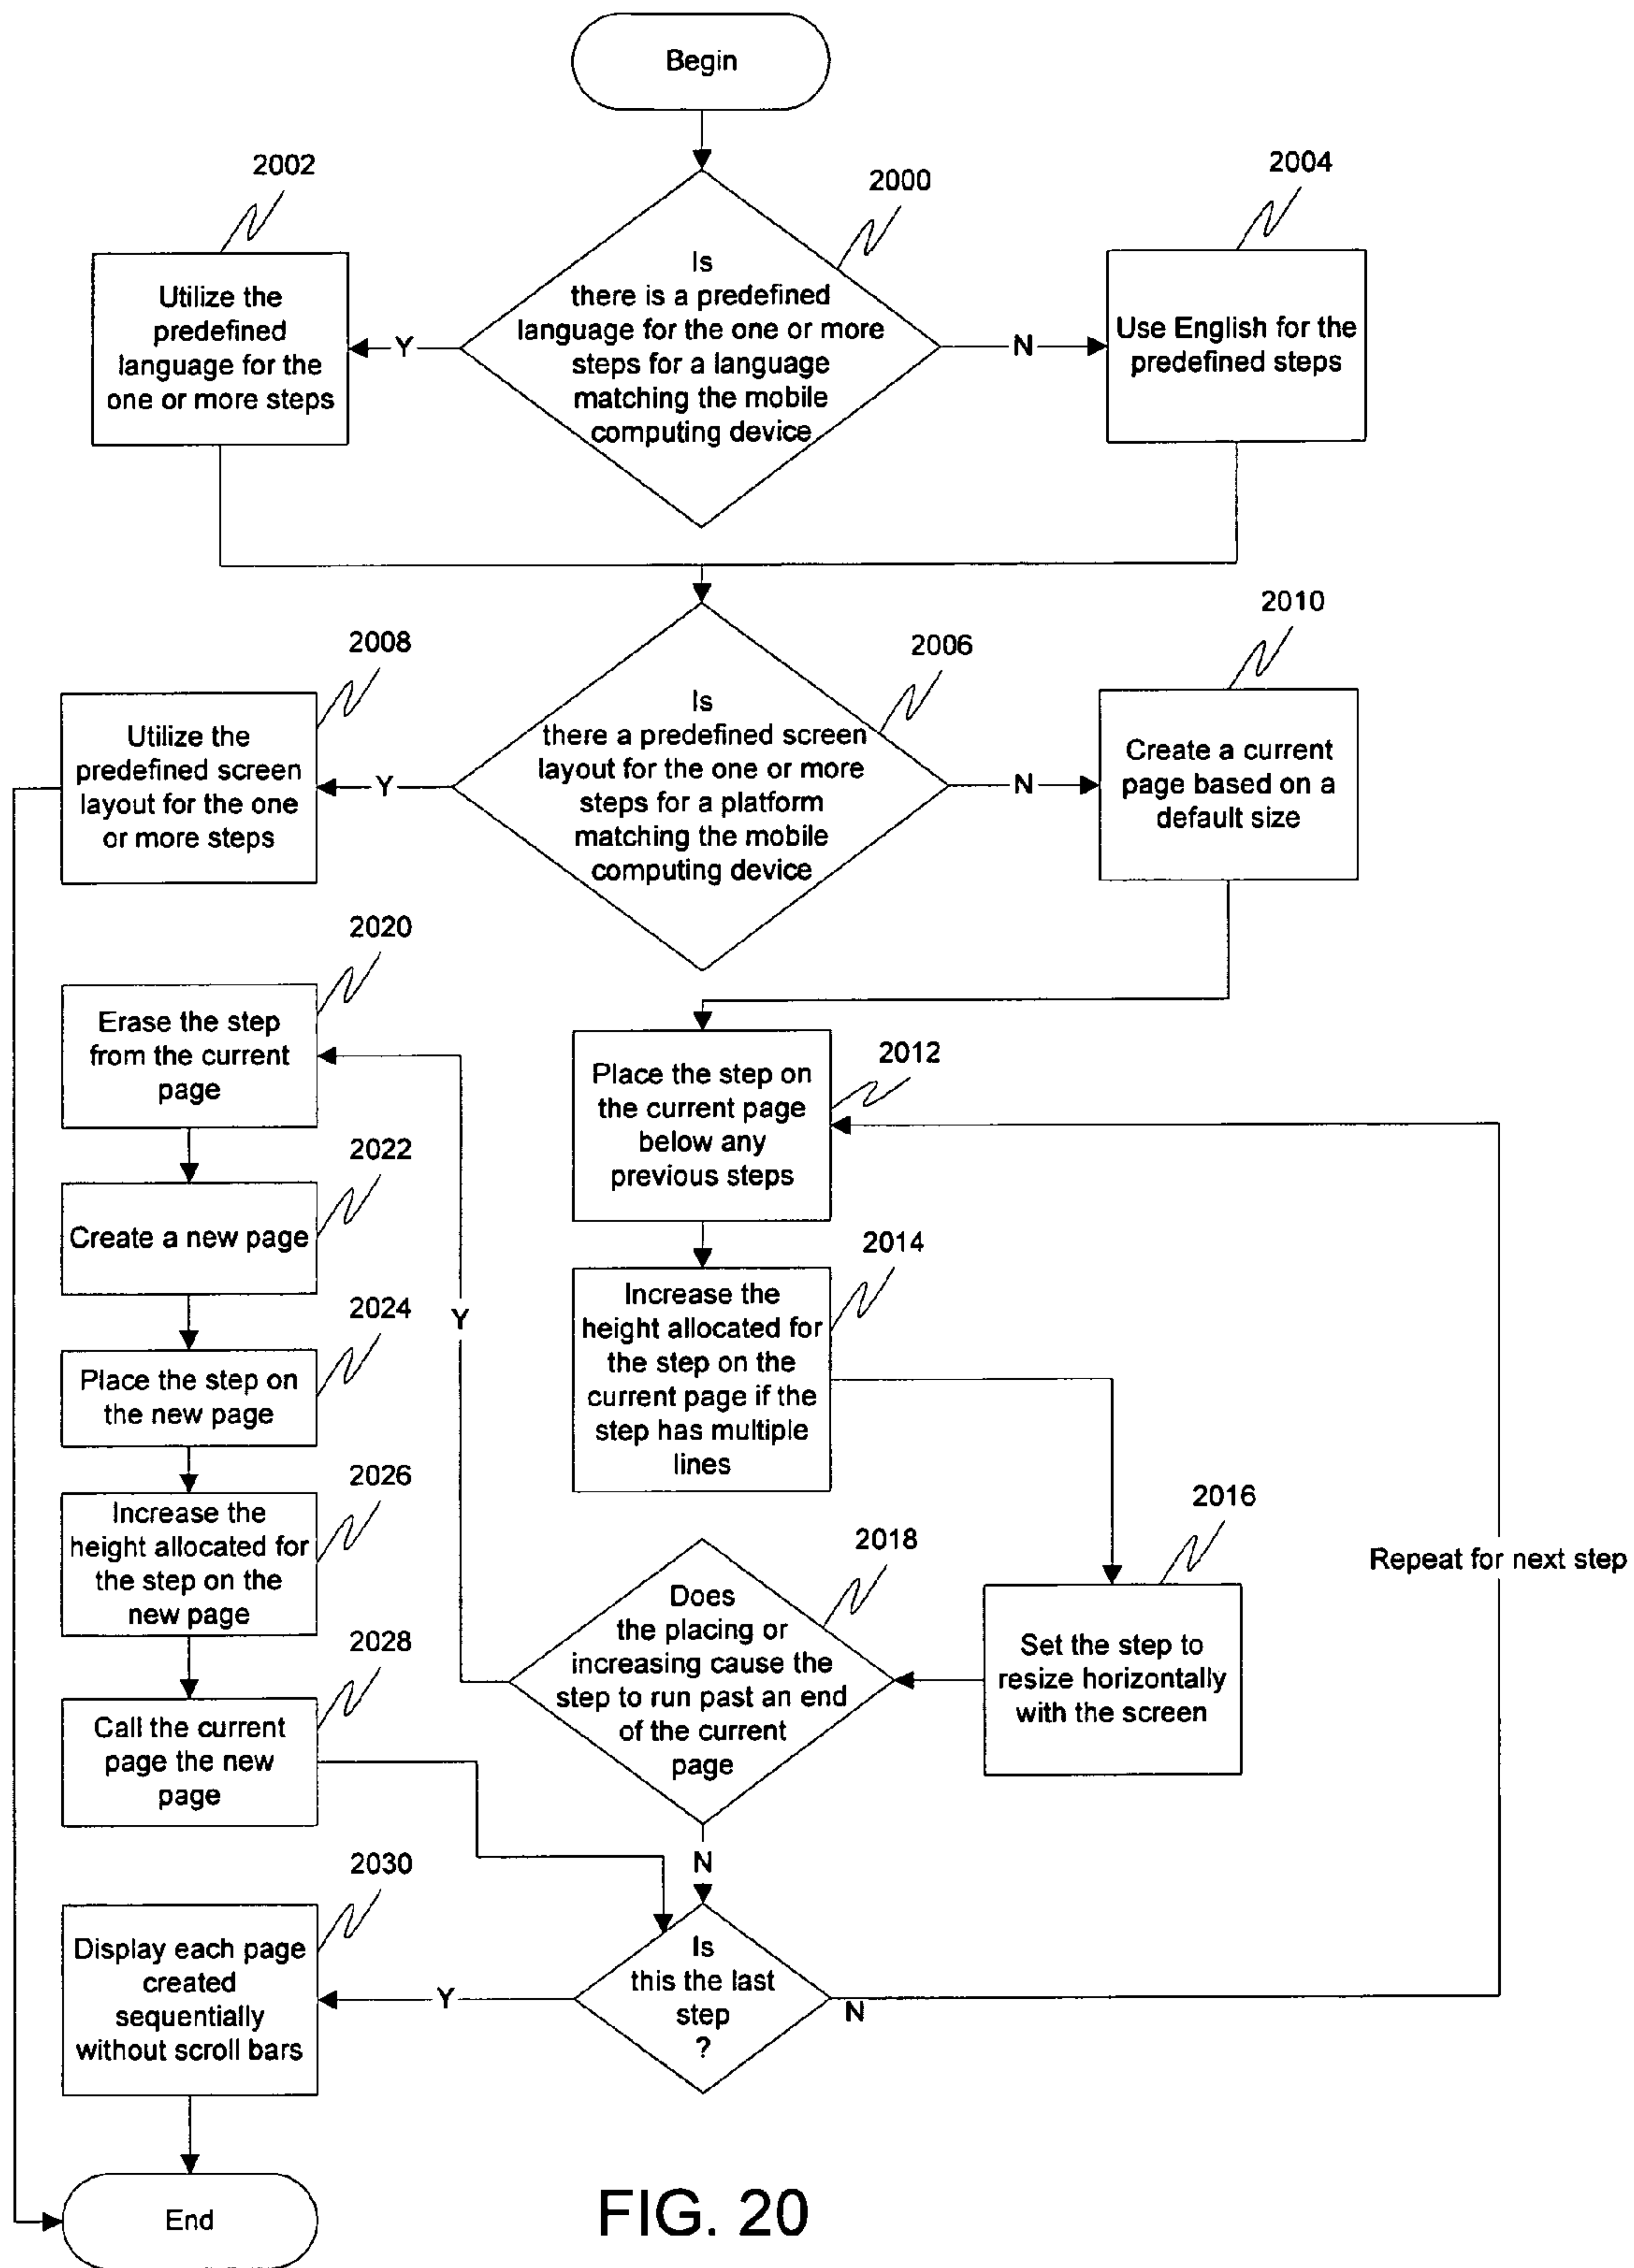 Begin
2002
2000
2004
Is
there is a predefined
language for the one or more
steps for a language
matching the mobile
computing device
Y
N
Utilize the
predefined
language for the
one or more steps
Use English for the
predefined steps
2008
2006
2010
Utilize the
predefined screen
layout for the one
or more steps
Y
Is
there a predefined screen
layout for the one or more
steps for a platform
matching the mobile
computing device
N
Create a current
page based on a
default size
2020
Erase the step
from the current
page
2012
Place the step on
the current page
below any
previous steps
2022
Create a new page
2014
Increase the
height allocated for
the step on the
current page if the
step has multiple
lines
2024
Place the step on
the new page
Y
2026
Increase the
height allocated for
the step on the
new page
2016
Set the step to
resize horizontally
with the screen
Repeat for next step
2018
Does
the placing or
increasing cause the
step to run past an end
of the current
page
2028
Call the current
page the new
page
N
2030
Display each page
created
sequentially
without scroll bars
Y
Is
this the last
step
?
N
End
FIG. 20